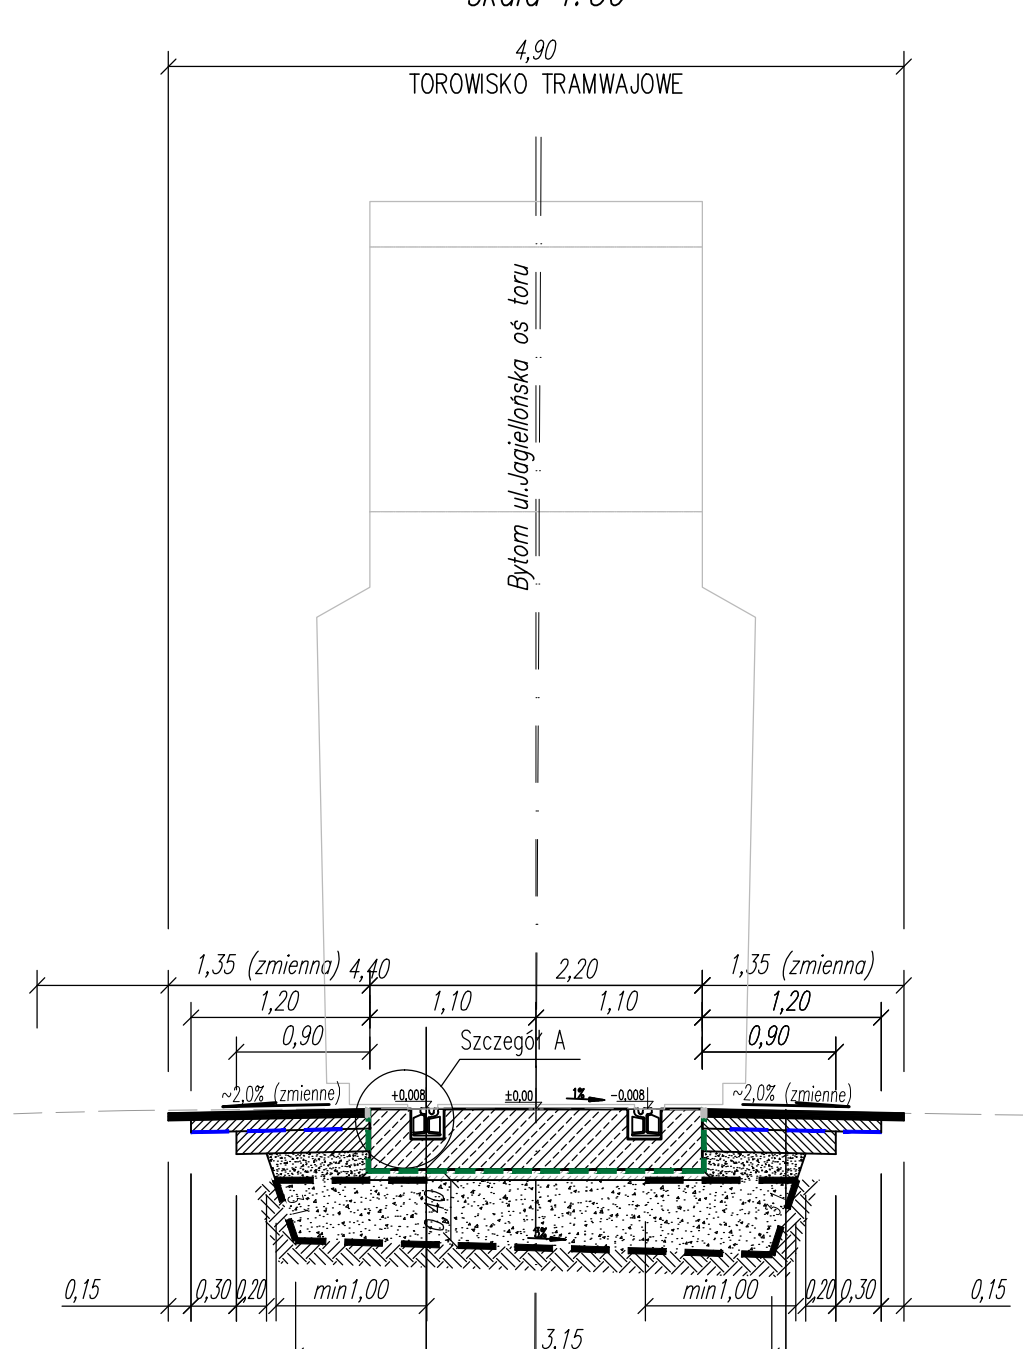 4,90
TOROWISKO TRAMWAJOWE
Bytom ul.Jagiellońska oś toru
1,35 (zmienna) 4,40 2,20 1,35 (zmienna)
1,20 1,10 1,10 1,20
0,90 Szczegół A 0,90
~2,0% (zmienne) +0,008 ±0,00 1% -0,008 ~2,0% (zmienne)
0,40
0,15 0,30 0,20 min1,00 min1,00 0,20 0,30 0,15
3,15